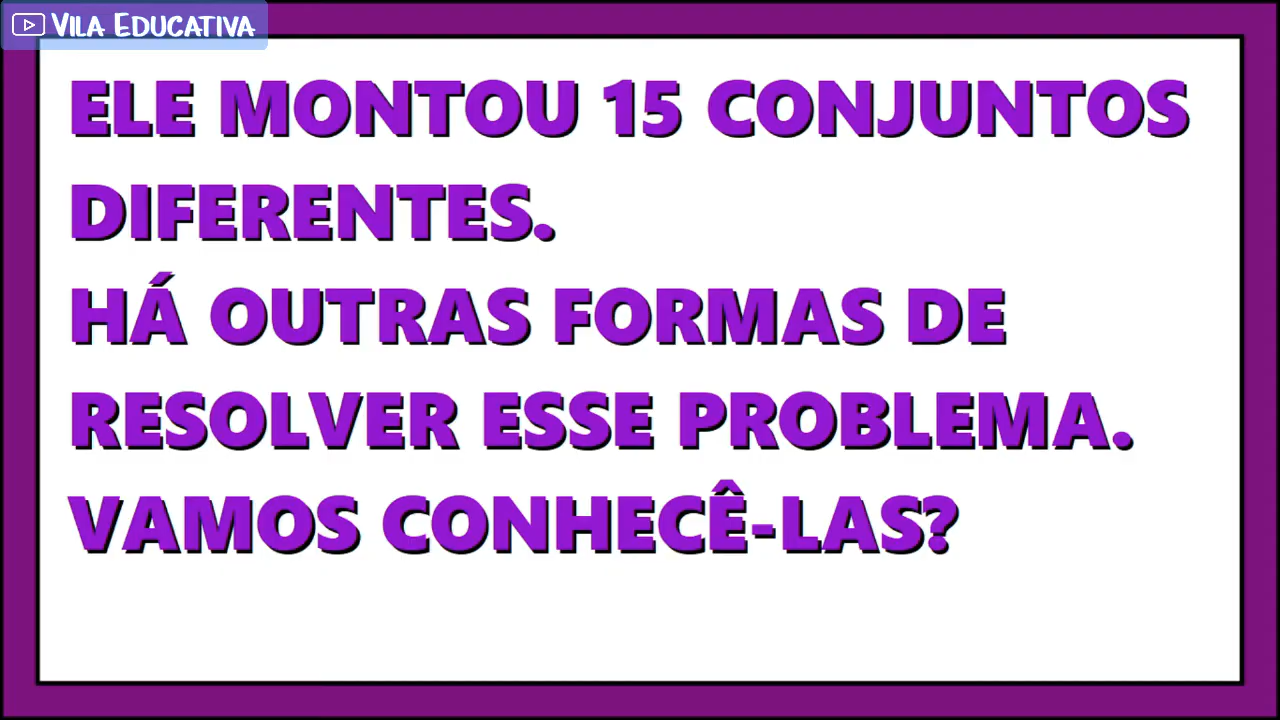 VILA EDUCATIVA
ELE MONTOU 15 CONJUNTOS
DIFERENTES.
HÁ OUTRAS FORMAS DE
RESOLVER ESSE PROBLEMA.
VAMOS CONHECÊ-LAS?